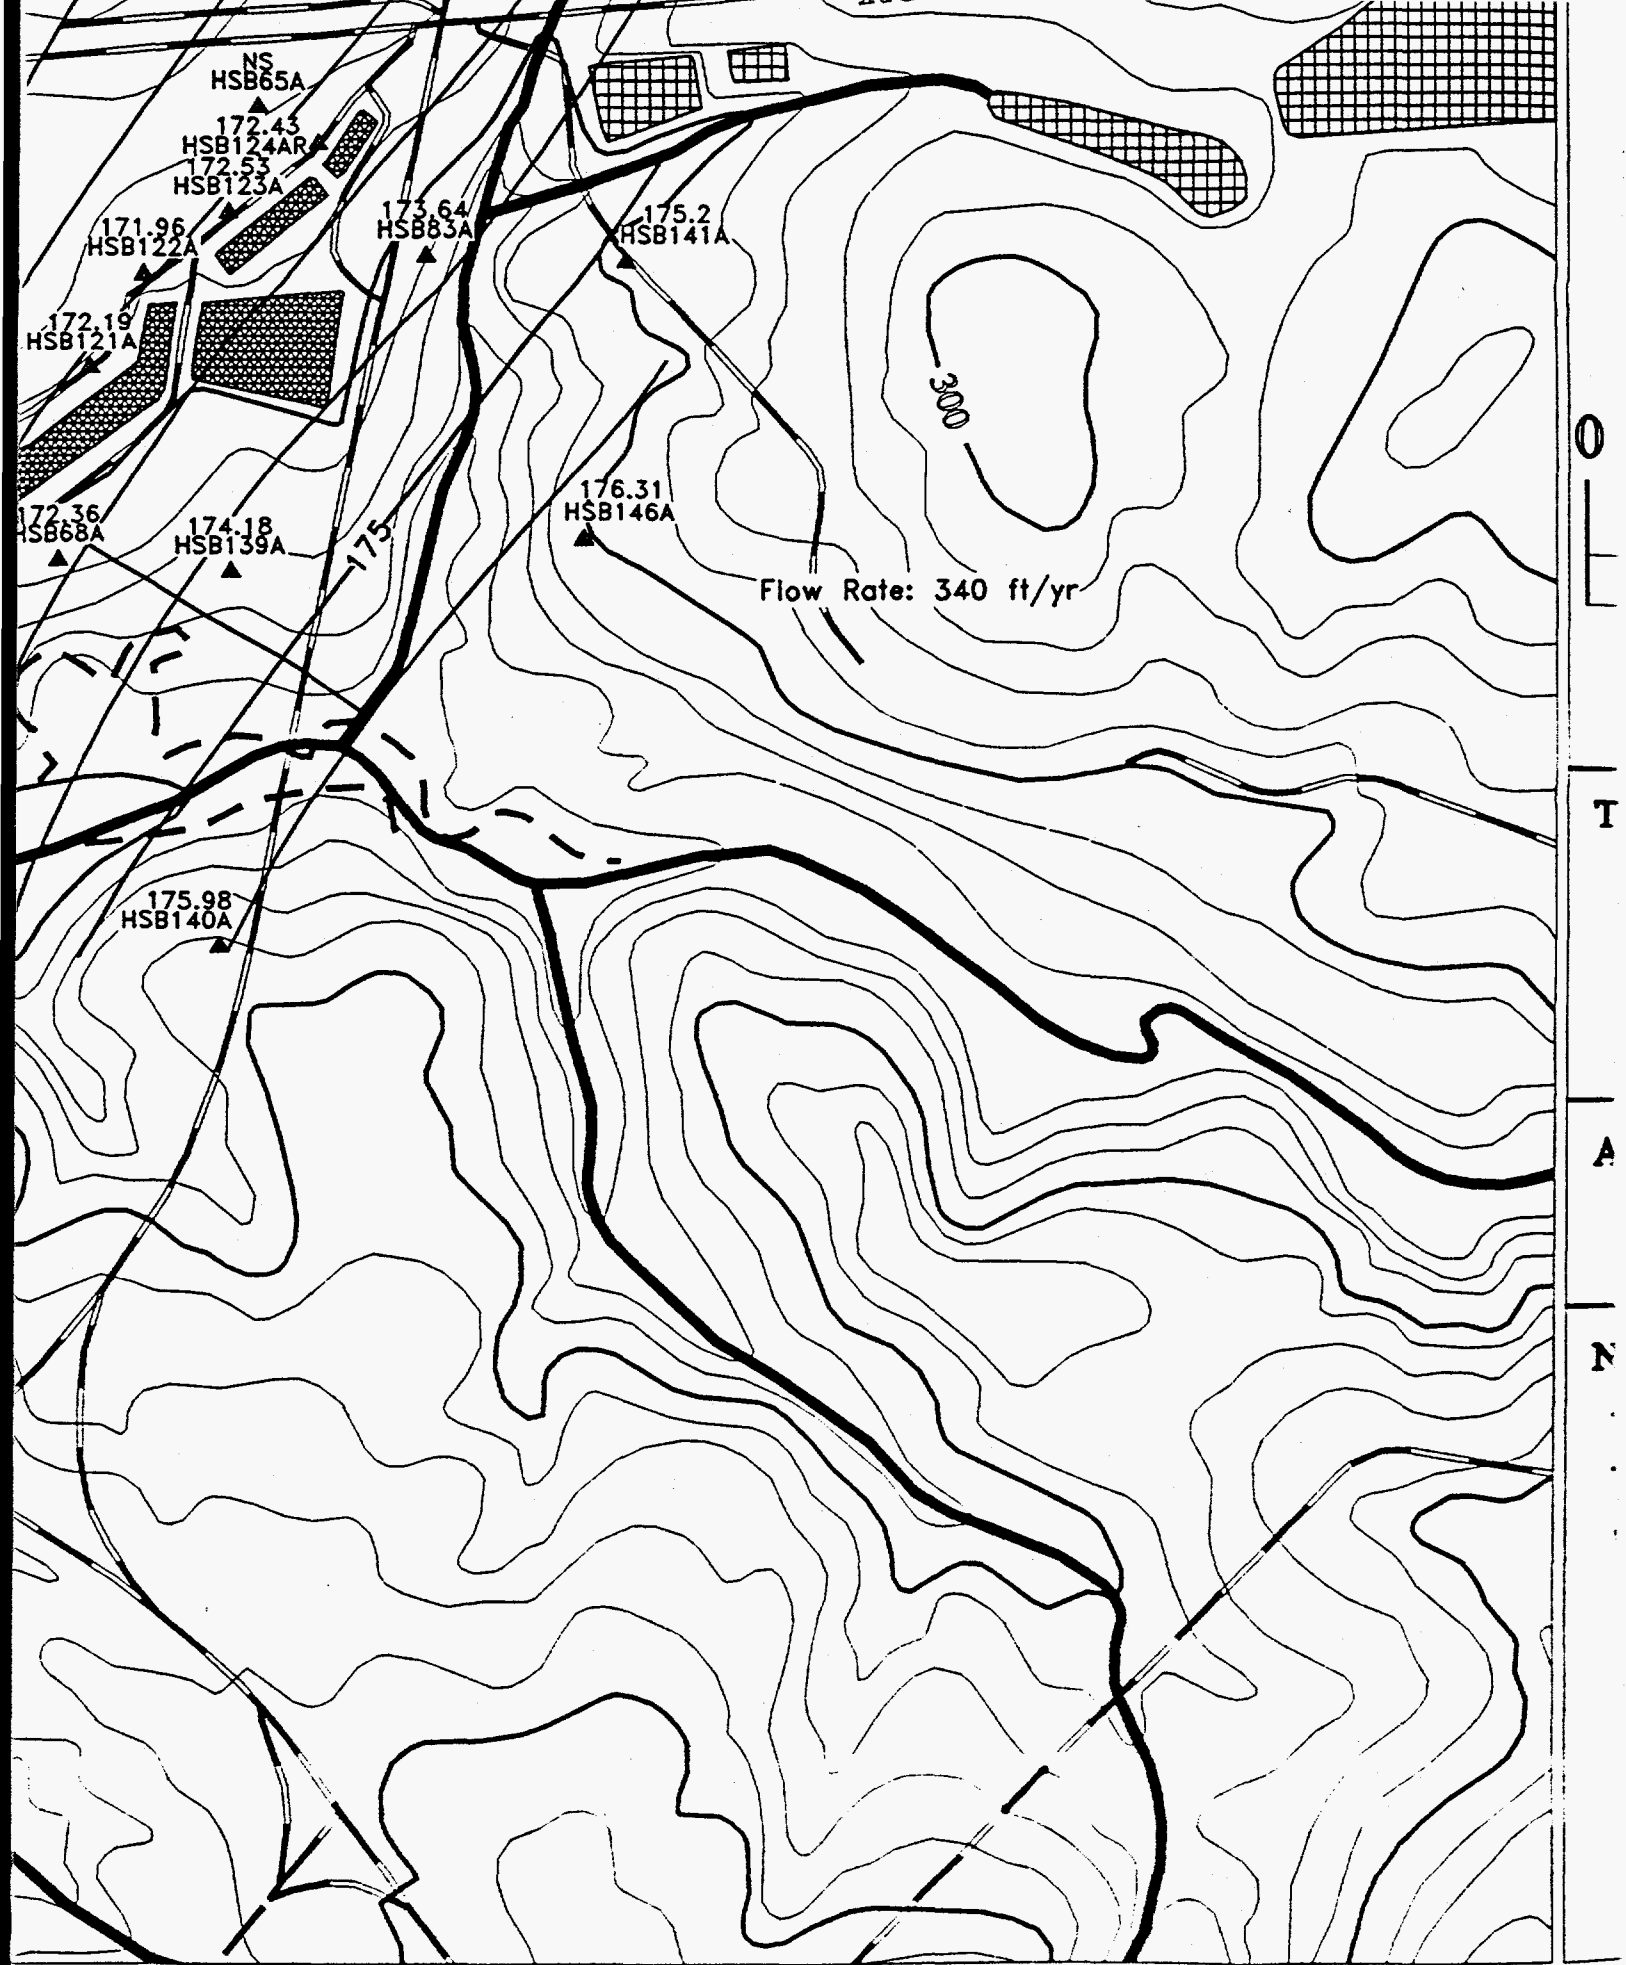 NS
HSB65A
172.43
HSB124AR
172.53
HSB123A
171.96
HSB122A
173.64
HSB83A
175.2
HSB141A
172.19
HSB121A
300
0
176.31
HSB146A
172.36
HSB68A
174.18
HSB139A
175
Flow Rate: 340 ft/yr
T
175.98
HSB140A
A
N